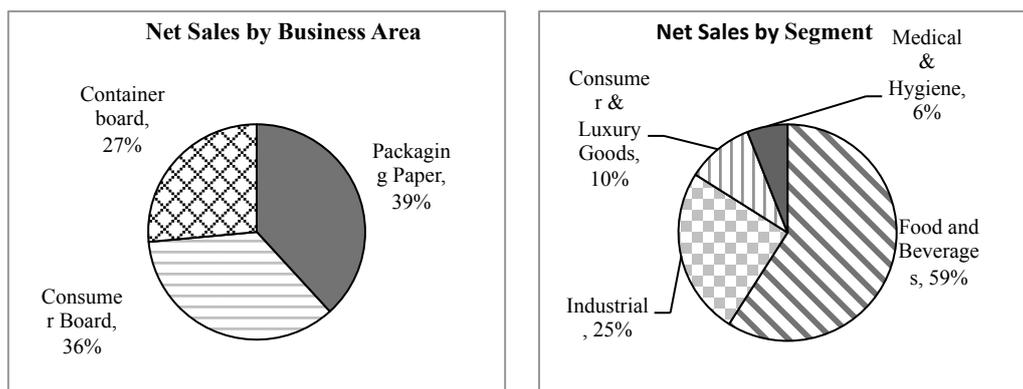 Net Sales by Business Area
Container
board,
27%
Packagin
g Paper,
39%
Consume
r Board,
36%
Net Sales by Segment
Medical
&
Hygiene,
6%
Consume
r &
Luxury
Goods,
10%
Food and
Beverage
s, 59%
Industrial
, 25%